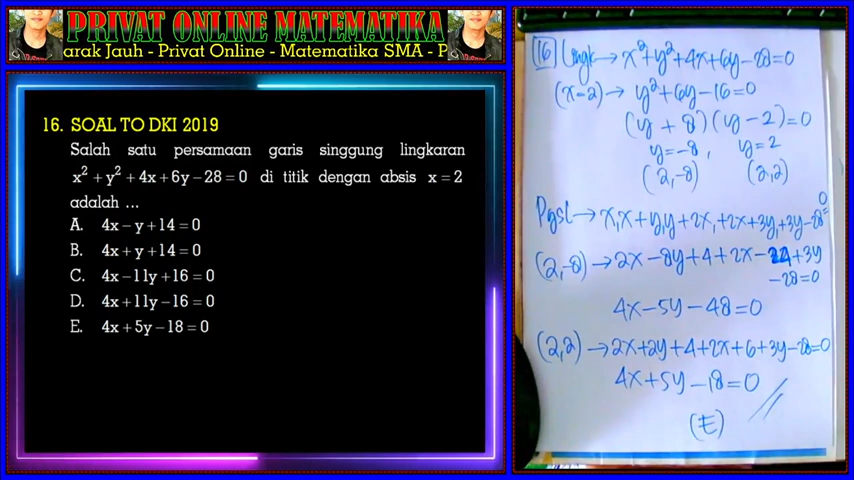 PRIVAT ONLINE MATEMATIKA
arak Jauh - Privat Online - Matematika SMA - P
16. SOAL TO DKI 2019
Salah satu persamaan garis singgung lingkaran
x² + y² + 4x + 6y − 28 = 0 di titik dengan absis x = 2
adalah ...
A. 4x − y + 14 = 0
B. 4x + y + 14 = 0
C. 4x − 11y + 16 = 0
D. 4x + 11y − 16 = 0
E. 4x + 5y − 18 = 0
16 Lingk → x² + y² + 4x + 6y − 28 = 0
(x=2) → y² + 6y − 16 = 0
(y + 8)(y − 2) = 0
y = −8, y = 2
(2,−8) (2,2)
Pgsl → x₁x + y₁y + 2x₁ + 2x + 3y₁ + 3y − 28 = 0
(2,−8) → 2x − 8y + 4 + 2x − 24 + 3y
− 28 = 0
4x − 5y − 48 = 0
(2,2) → 2x + 2y + 4 + 2x + 6 + 3y − 28 = 0
4x + 5y − 18 = 0
(E)